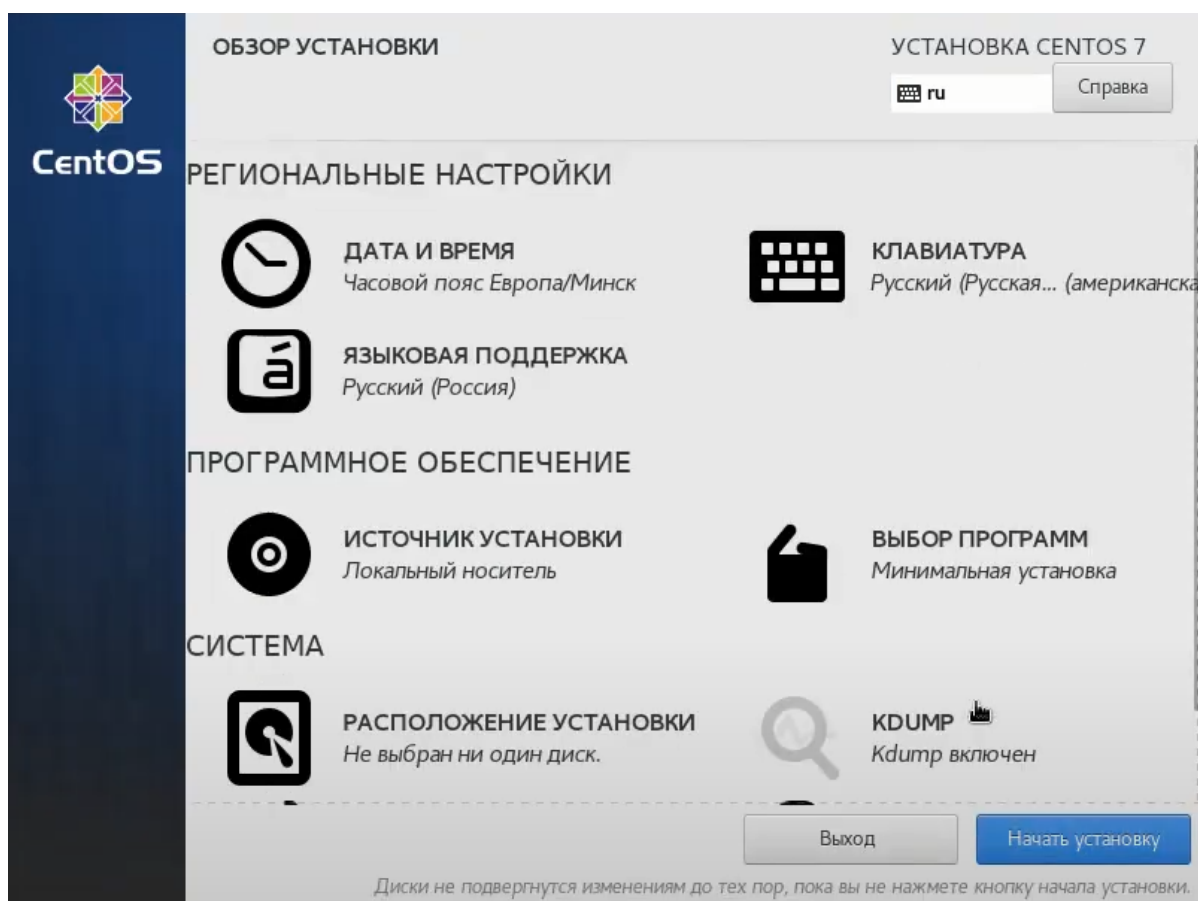 ОБЗОР УСТАНОВКИ
УСТАНОВКА CENTOS 7
ru
Справка
CentOS
РЕГИОНАЛЬНЫЕ НАСТРОЙКИ
ДАТА И ВРЕМЯ
Часовой пояс Европа/Минск
КЛАВИАТУРА
Русский (Русская... (американска
á
ЯЗЫКОВАЯ ПОДДЕРЖКА
Русский (Россия)
ПРОГРАММНОЕ ОБЕСПЕЧЕНИЕ
ИСТОЧНИК УСТАНОВКИ
Локальный носитель
ВЫБОР ПРОГРАММ
Минимальная установка
СИСТЕМА
РАСПОЛОЖЕНИЕ УСТАНОВКИ
Не выбран ни один диск.
KDUMP
Kdump включен
Выход
Начать установку
Диски не подвергнутся изменениям до тех пор, пока вы не нажмете кнопку начала установки.